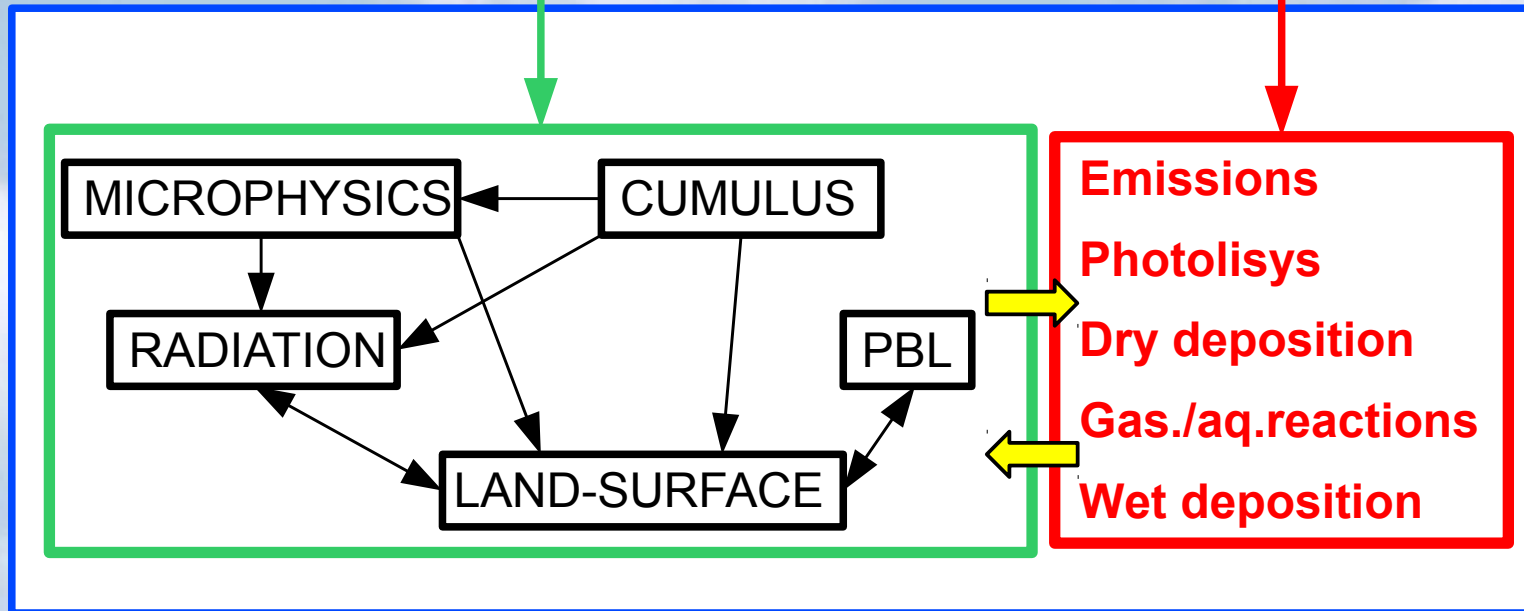 MICROPHYSICS
CUMULUS
RADIATION
PBL
LAND-SURFACE
Emissions
Photolisys
Dry deposition
Gas./aq.reactions
Wet deposition